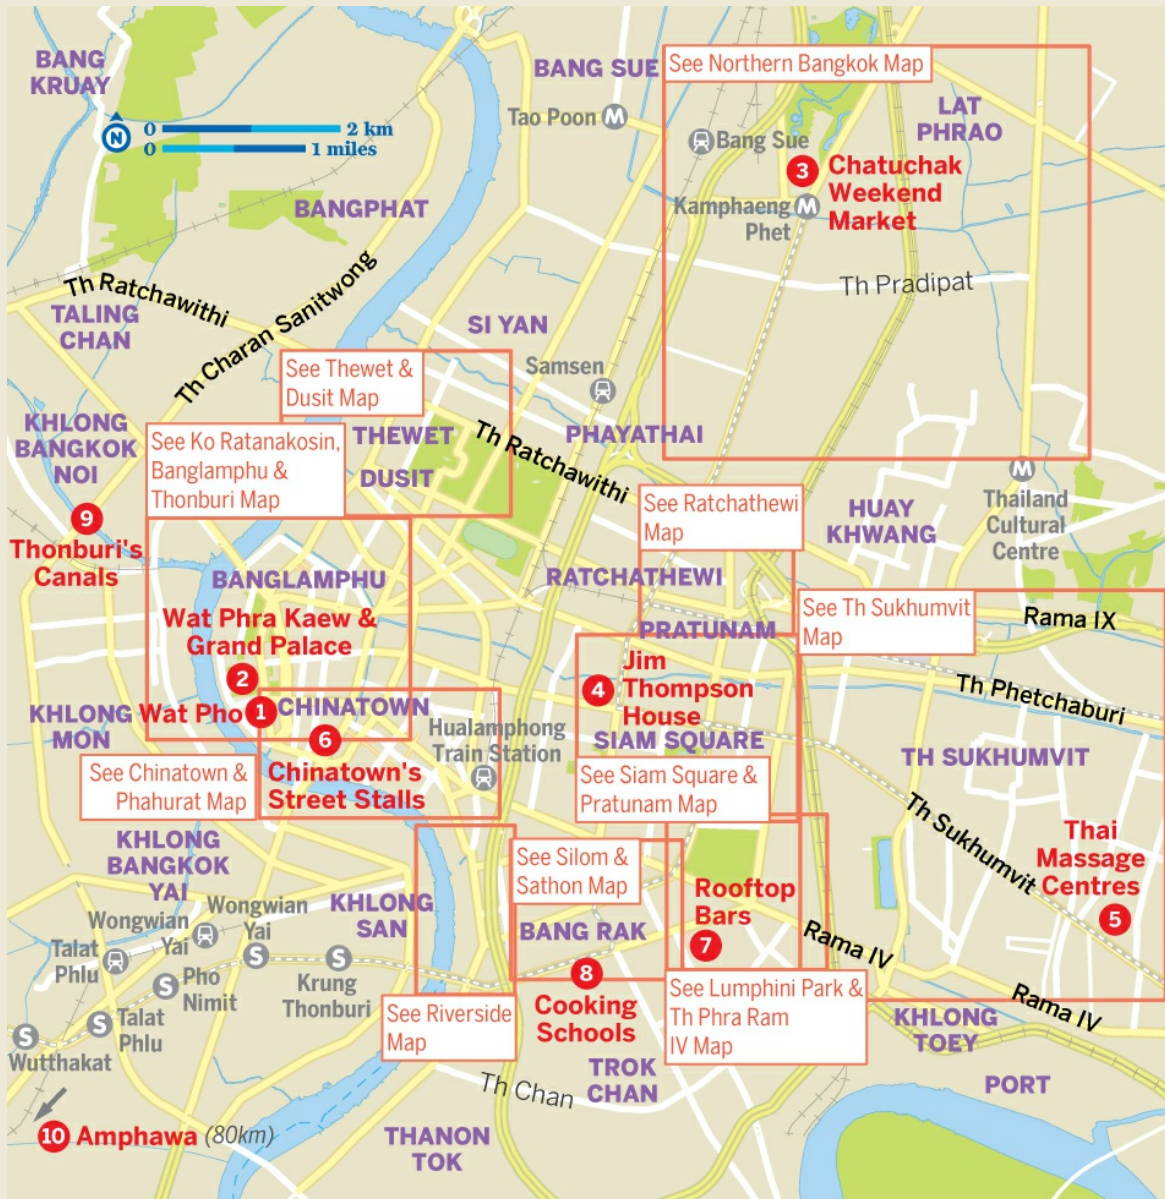 BANG
KRUAY
N
0 2 km
0 1 miles
BANG SUE
See Northern Bangkok Map
Tao Poon M
Bang Sue
LAT
PHRAO
3 Chatuchak
Weekend
Market
Kamphaeng M
Phet
BANGPHAT
Th Pradipat
Th Ratchawithi
TALING
CHAN
Th Charan Sanitwong
SI YAN
Samsen
See Thewet &
Dusit Map
KHLONG
BANGKOK
NOI
See Ko Ratanakosin,
Banglamphu &
Thonburi Map
THEWET
DUSIT
Th Ratchawithi
PHAYATHAI
See Ratchathewi
Map
HUAY
KHWANG
M
Thailand
Cultural
Centre
9
Thonburi's
Canals
BANGLAMPHU
RATCHATHEWI
See Th Sukhumvit
Map
Rama IX
Wat Phra Kaew &
Grand Palace
2
PRATUNAM
4 Jim
Thompson
House
Th Phetchaburi
KHLONG
MON
Wat Pho 1
CHINATOWN
6
Chinatown's
Street Stalls
Hualamphong
Train Station
SIAM SQUARE
TH SUKHUMVIT
See Chinatown &
Phahurat Map
See Siam Square &
Pratunam Map
Th Sukhumvit
Thai
Massage
Centres
5
KHLONG
BANGKOK
YAI
See Silom &
Sathon Map
Rooftop
Bars
7
Rama IV
KHLONG
SAN
BANG RAK
Wongwian
Yai
Wongwian
Yai
S
Talat
Phlu
S Pho
Nimit
S
Krung
Thonburi
8
Cooking
Schools
See Lumphini Park &
Th Phra Ram
IV Map
Rama IV
See Riverside
Map
S Talat
Phlu
S
Wutthakat
KHLONG
TOEY
TROK
CHAN
Th Chan
PORT
10 Amphawa (80km)
THANON
TOK